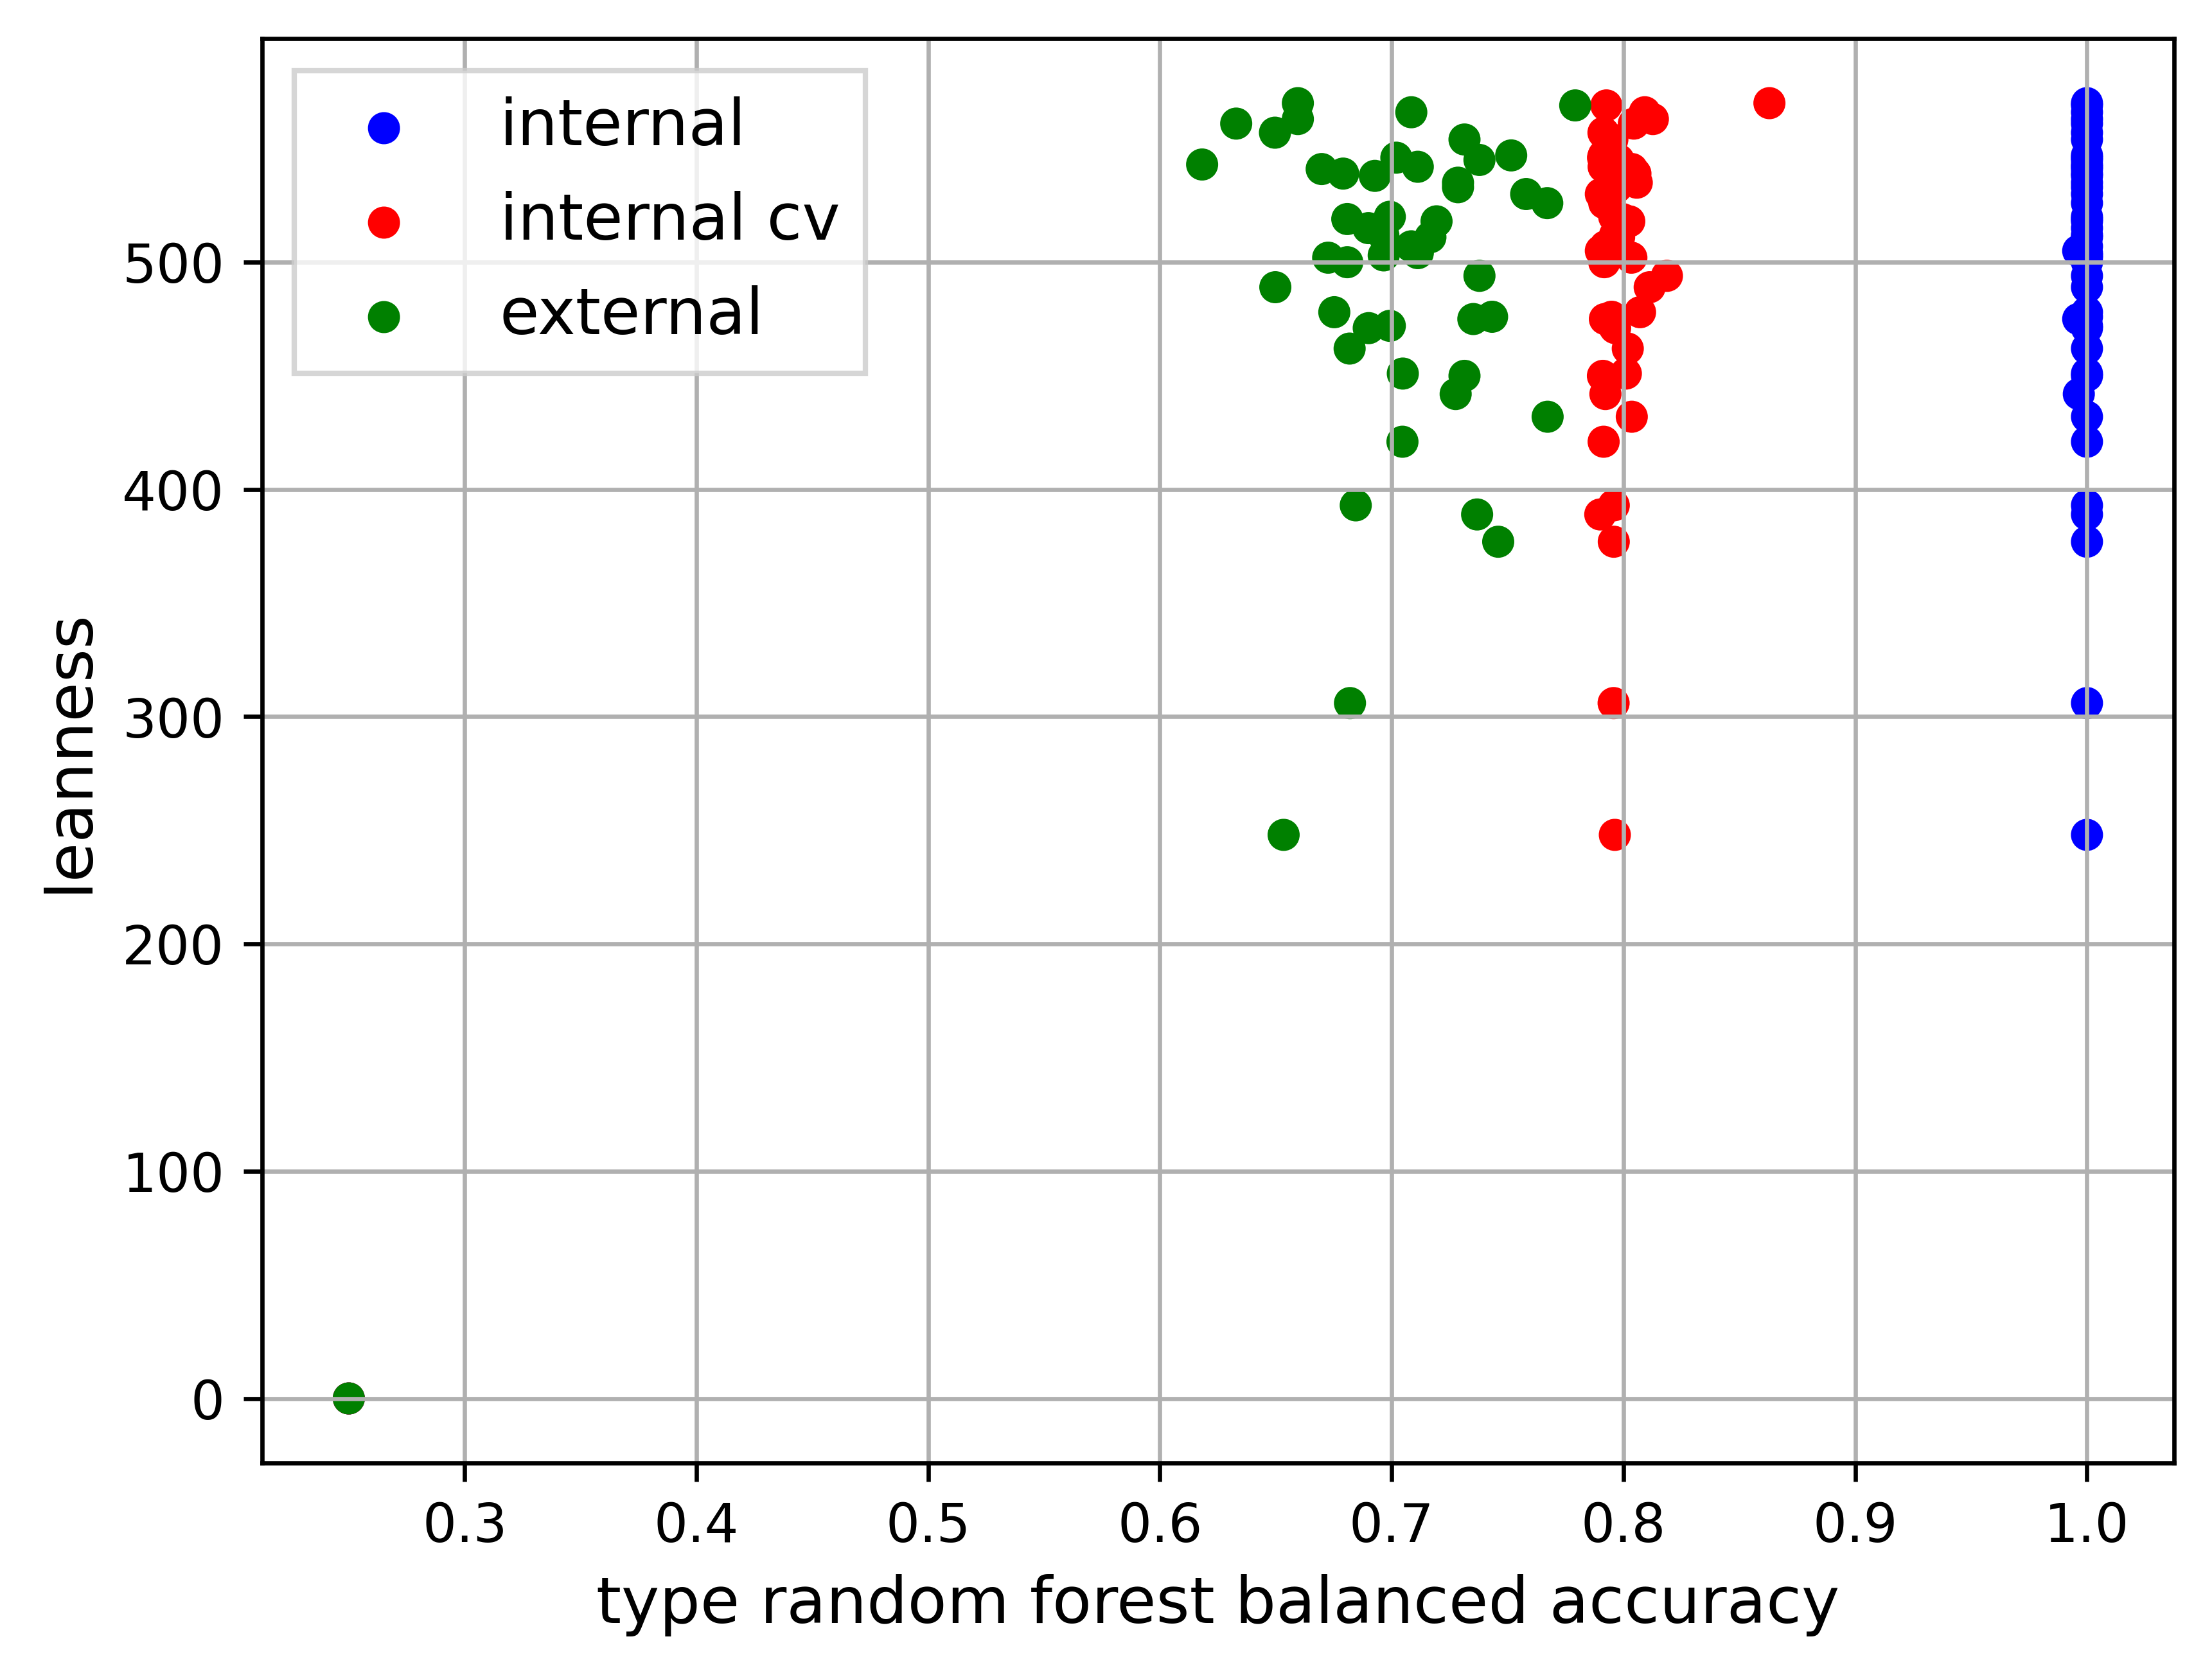 internal
internal cv
external
500
400
300
200
100
0
leanness
0.3 0.4 0.5 0.6 0.7 0.8 0.9 1.0
type random forest balanced accuracy